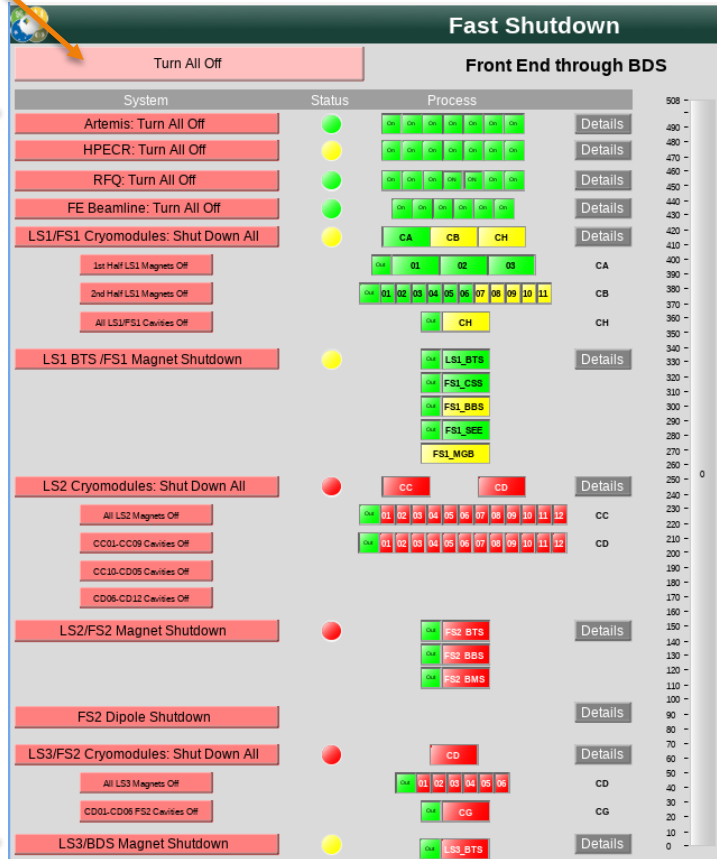 Fast Shutdown
Turn All Off
Front End through BDS
System Status Process
508
Artemis: Turn All Off On On On On On On On Details
490
HPECR: Turn All Off On On On On On On On Details
480
470
RFQ: Turn All Off On On On ON ON On On Details
460
450
FE Beamline: Turn All Off On On On On On On Details
440
430
LS1/FS1 Cryomodules: Shut Down All CA CB CH Details
420
410
1st Half LS1 Magnets Off Out 01 02 03 CA
400
390
2nd Half LS1 Magnets Off Out 01 02 03 04 05 06 07 08 09 10 11 CB
380
370
All LS1/FS1 Cavities Off Out CH CH
360
350
340
LS1 BTS /FS1 Magnet Shutdown Out LS1_BTS Details
330
Out FS1_CSS
320
310
Out FS1_BBS
300
290
Out FS1_SEE
280
270
FS1_MGB
260
0
LS2 Cryomodules: Shut Down All CC CD Details
250
240
All LS2 Magnets Off Out 01 02 03 04 05 06 07 08 09 10 11 12 CC
230
220
CC01-CC09 Cavities Off Out 01 02 03 04 05 06 07 08 09 10 11 12 CD
210
200
CC10-CD05 Cavities Off
190
180
CD06-CD12 Cavities Off
170
160
LS2/FS2 Magnet Shutdown Out FS2 BTS Details
150
140
Out FS2 BBS
130
120
Out FS2 BMS
110
100
FS2 Dipole Shutdown Details
90
80
70
LS3/FS2 Cryomodules: Shut Down All CD Details
60
50
All LS3 Magnets Off Out 01 02 03 04 05 06 CD
40
30
CD01-CD06 FS2 Cavities Off Out CG CG
20
10
LS3/BDS Magnet Shutdown Out LS3_BTS Details
0